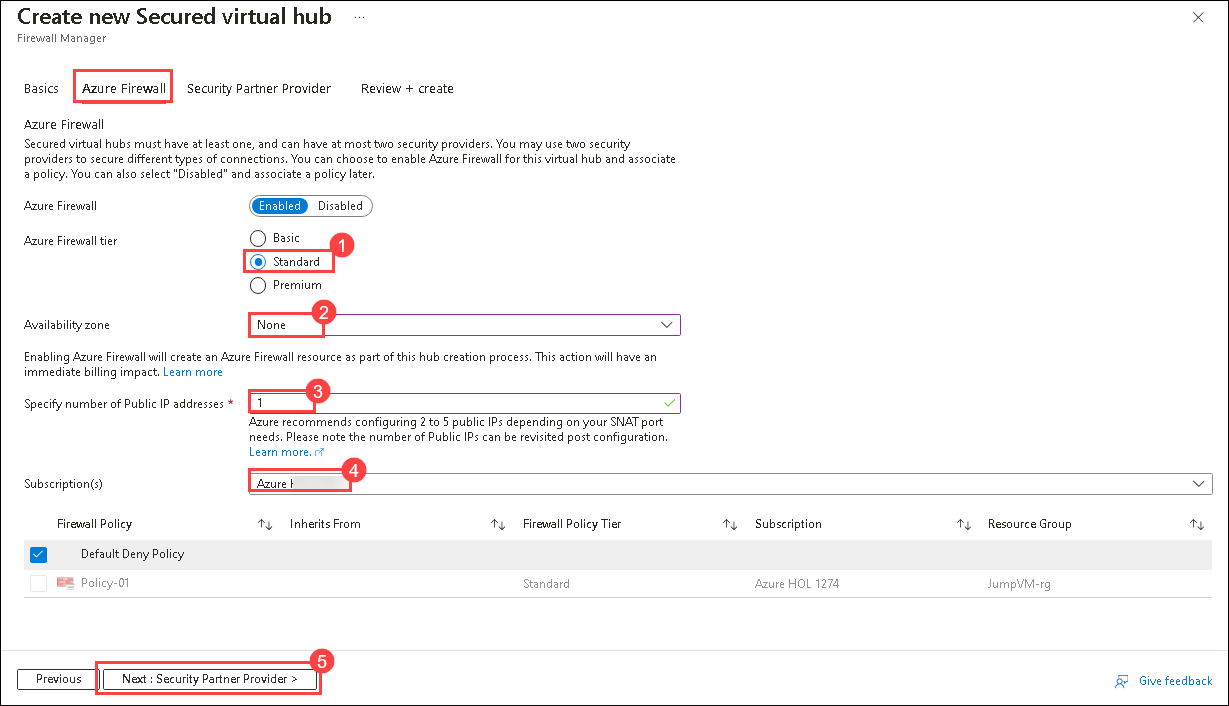 Create new Secured virtual hub ...
Firewall Manager
Basics Azure Firewall Security Partner Provider Review + create
Azure Firewall
Secured virtual hubs must have at least one, and can have at most two security providers. You may use two security
providers to secure different types of connections. You can choose to enable Azure Firewall for this virtual hub and associate
a policy. You can also select "Disabled" and associate a policy later.
Azure Firewall Enabled Disabled
Azure Firewall tier Basic
1
Standard
Premium
2
Availability zone None
Enabling Azure Firewall will create an Azure Firewall resource as part of this hub creation process. This action will have an
immediate billing impact. Learn more
3
Specify number of Public IP addresses * 1
Azure recommends configuring 2 to 5 public IPs depending on your SNAT port
needs. Please note the number of Public IPs can be revisited post configuration.
Learn more.
4
Subscription(s) Azure
Firewall Policy Inherits From Firewall Policy Tier Subscription Resource Group
Default Deny Policy
Policy-01 Standard Azure HOL 1274 JumpVM-rg
5
Previous Next : Security Partner Provider > Give feedback